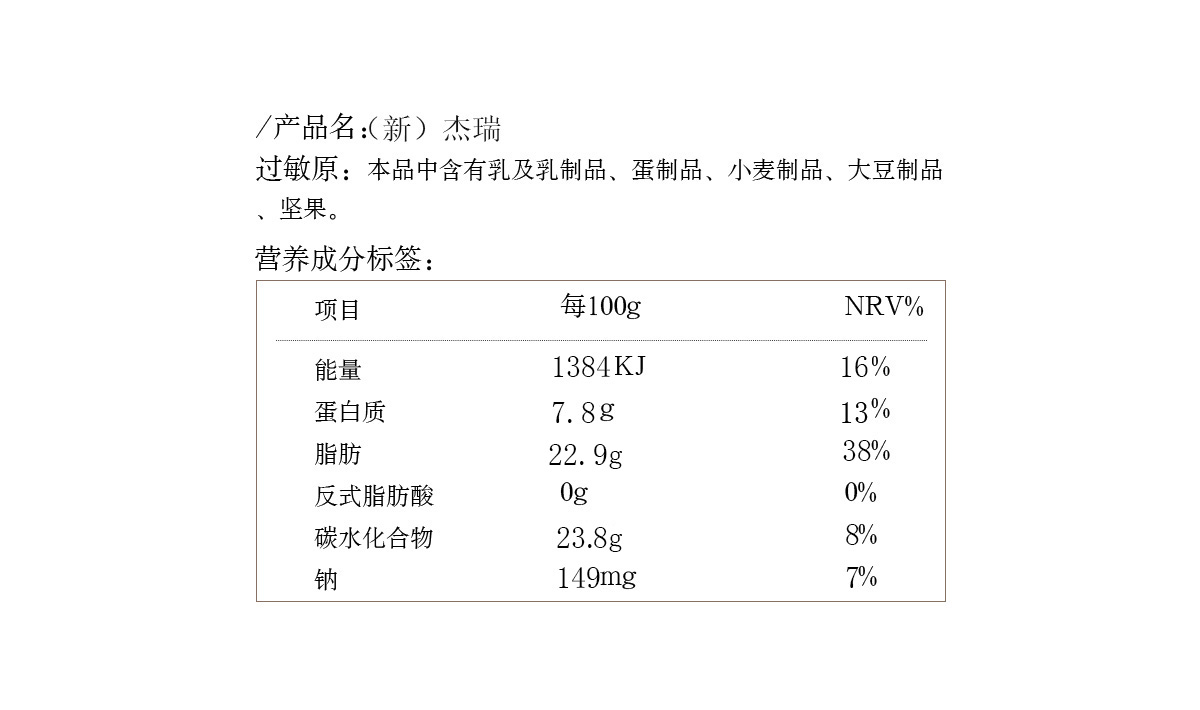 /产品名:（新）杰瑞
过敏原: 本品中含有乳及乳制品、蛋制品、小麦制品、大豆制品
、坚果。
营养成分标签:
项目 每100g NRV%
能量 1384KJ 16%
蛋白质 7.8g 13%
脂肪 22.9g 38%
反式脂肪酸 0g 0%
碳水化合物 23.8g 8%
钠 149mg 7%